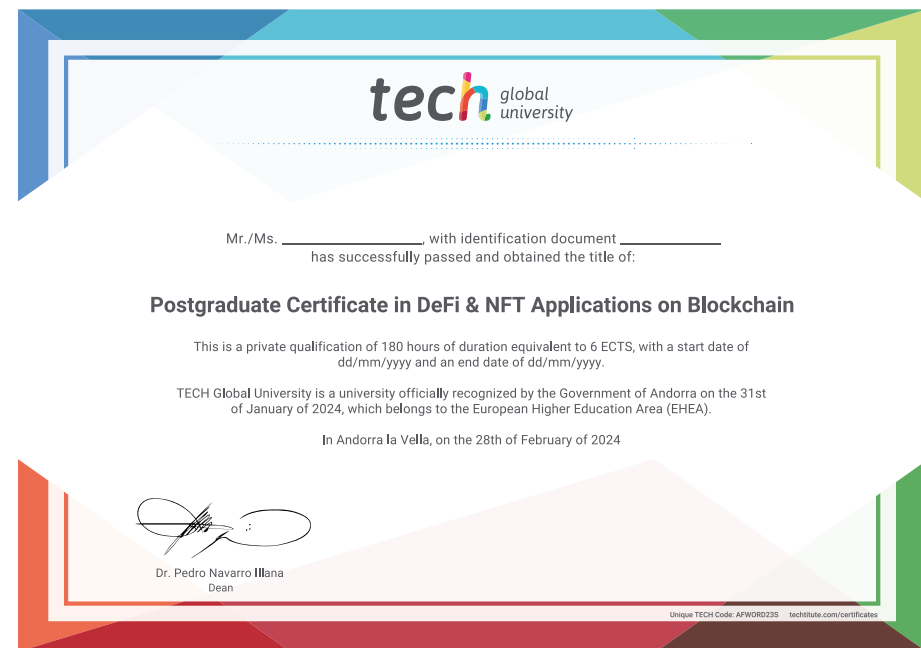 tech global university
Mr./Ms. ____________________, with identification document ______________
has successfully passed and obtained the title of:
Postgraduate Certificate in DeFi & NFT Applications on Blockchain
This is a private qualification of 180 hours of duration equivalent to 6 ECTS, with a start date of
dd/mm/yyyy and an end date of dd/mm/yyyy.
TECH Global University is a university officially recognized by the Government of Andorra on the 31st
of January of 2024, which belongs to the European Higher Education Area (EHEA).
In Andorra la Vella, on the 28th of February of 2024
Dr. Pedro Navarro Illana
Dean
Unique TECH Code: AFWORD23S techtitute.com/certificates